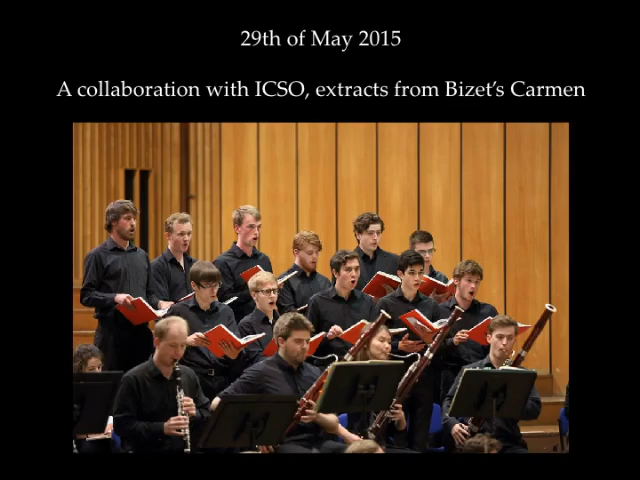 29th of May 2015
A collaboration with ICSO, extracts from Bizet's Carmen